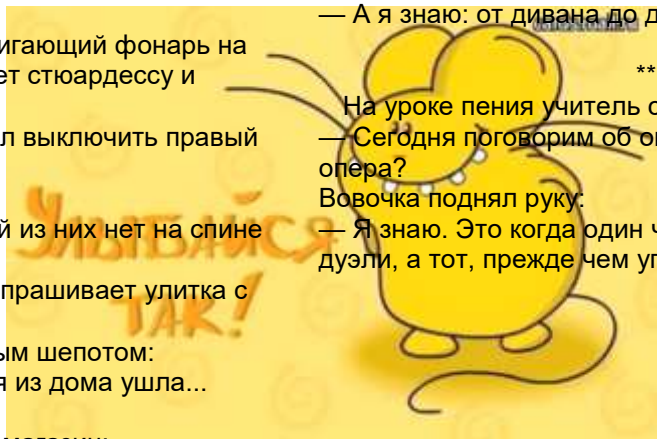 игающий фонарь на
ет стюардессу и
л выключить правый
й из них нет на спине
прашивает улитка с
ым шепотом:
я из дома ушла...
— А я знаю: от дивана до д
**
На уроке пения учитель с
— Сегодня поговорим об о
опера?
Вовочка поднял руку:
— Я знаю. Это когда один ч
дуэли, а тот, прежде чем уп
УЛЫБАЙСЯ
ТАК!